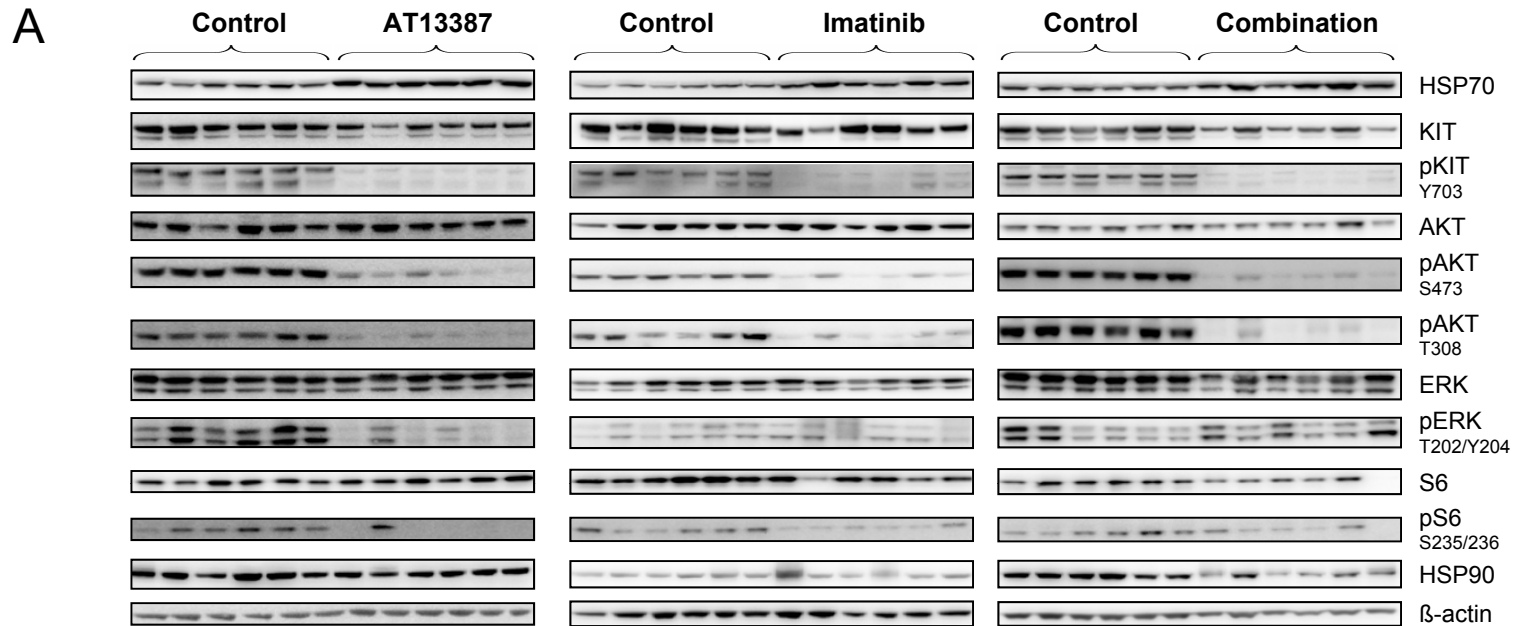 A
Control AT13387 Control Imatinib Control Combination
HSP70
KIT
pKIT
Y703
AKT
pAKT
S473
pAKT
T308
ERK
pERK
T202/Y204
S6
pS6
S235/236
HSP90
ß-actin